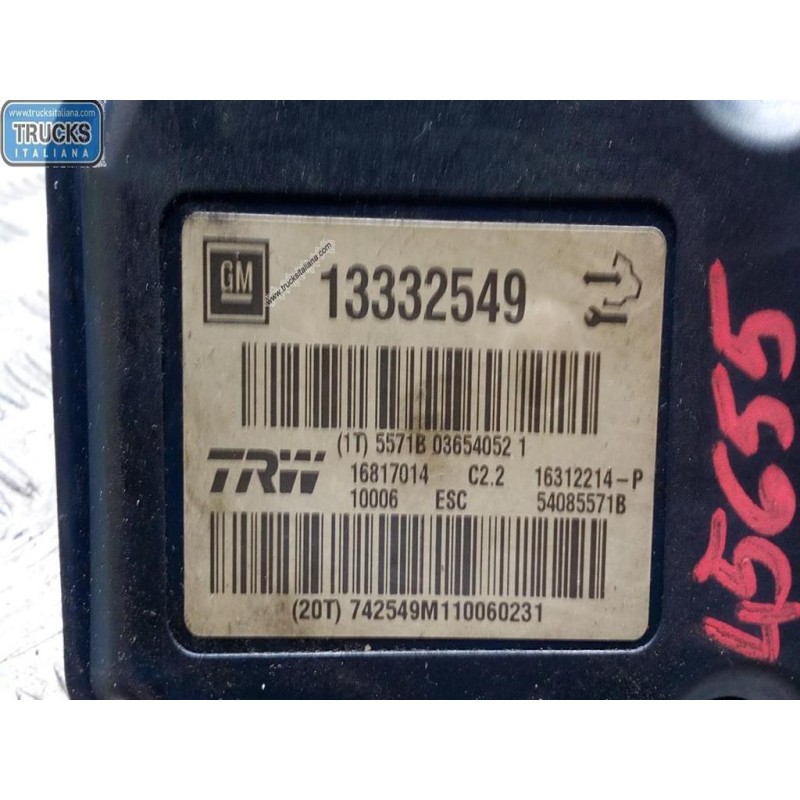 www.trucksitaliana.com
TRUCKS
ITALIANA
GM
13332549
www.trucksitaliana.com
(1T) 5571B 03654052 1
TRW
16817014 C2.2 16312214-P
10006 ESC 54085571B
(20T) 742549M110060231
45655